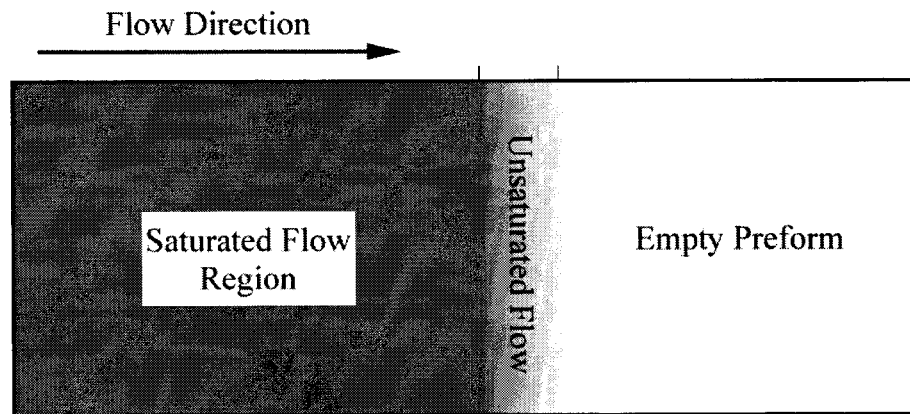 Flow Direction
Saturated Flow
Region
Unsaturated Flow
Empty Preform